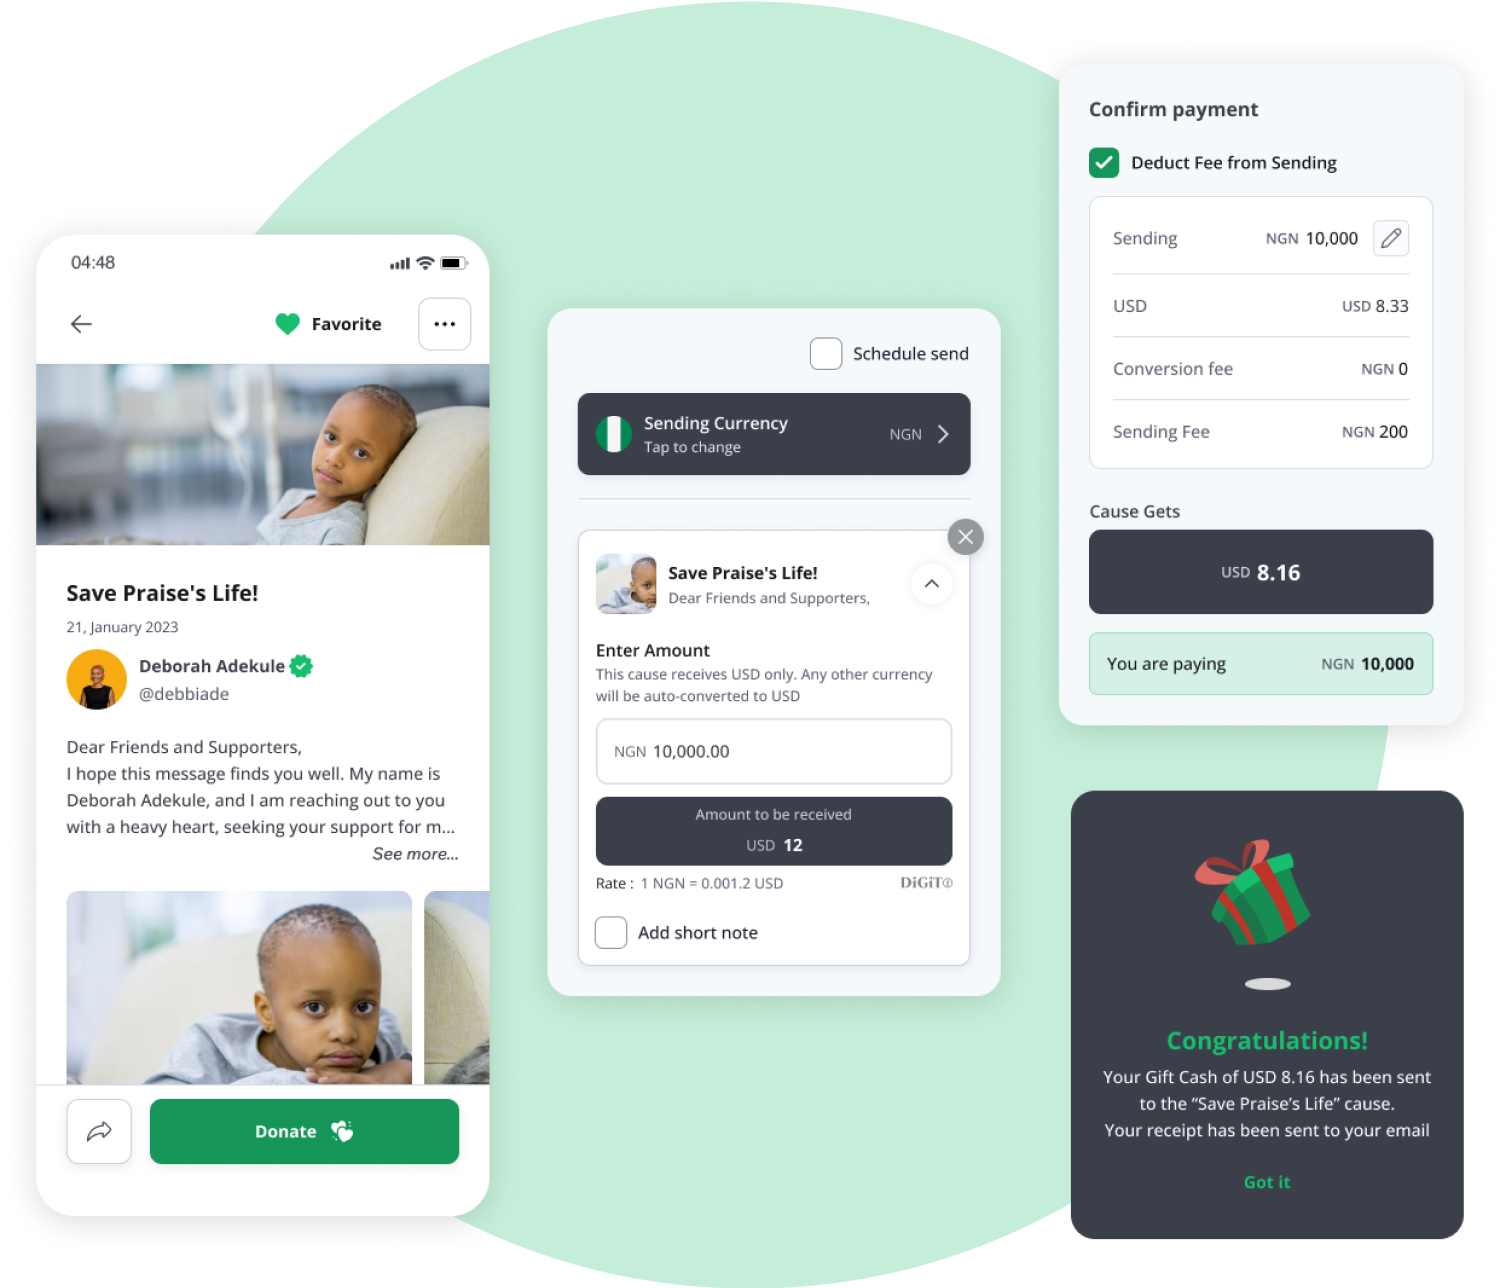 04:48
Favorite
Save Praise's Life!
21, January 2023
Deborah Adekule
@debbiade
Dear Friends and Supporters,
I hope this message finds you well. My name is
Deborah Adekule, and I am reaching out to you
with a heavy heart, seeking your support for m...
See more...
Donate
Schedule send
Sending Currency
Tap to change
NGN
Save Praise's Life!
Dear Friends and Supporters,
Enter Amount
This cause receives USD only. Any other currency
will be auto-converted to USD
NGN 10,000.00
Amount to be received
USD 12
Rate : 1 NGN = 0.001.2 USD
DiGiT
Add short note
Confirm payment
Deduct Fee from Sending
Sending NGN 10,000
USD USD 8.33
Conversion fee NGN 0
Sending Fee NGN 200
Cause Gets
USD 8.16
You are paying NGN 10,000
Congratulations!
Your Gift Cash of USD 8.16 has been sent
to the “Save Praise’s Life” cause.
Your receipt has been sent to your email
Got it